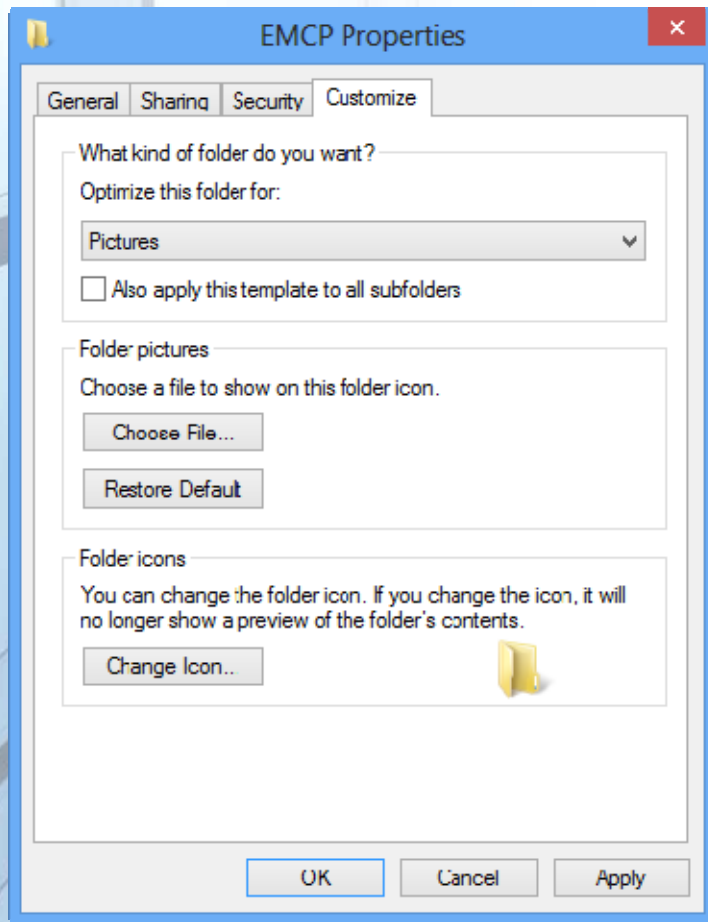 EMCP Properties
General Sharing Security Customize
What kind of folder do you want?
Optimize this folder for:
Pictures
Also apply this template to all subfolders
Folder pictures
Choose a file to show on this folder icon.
Choose File...
Restore Default
Folder icons
You can change the folder icon. If you change the icon, it will
no longer show a preview of the folder's contents.
Change Icon..
OK Cancel Apply